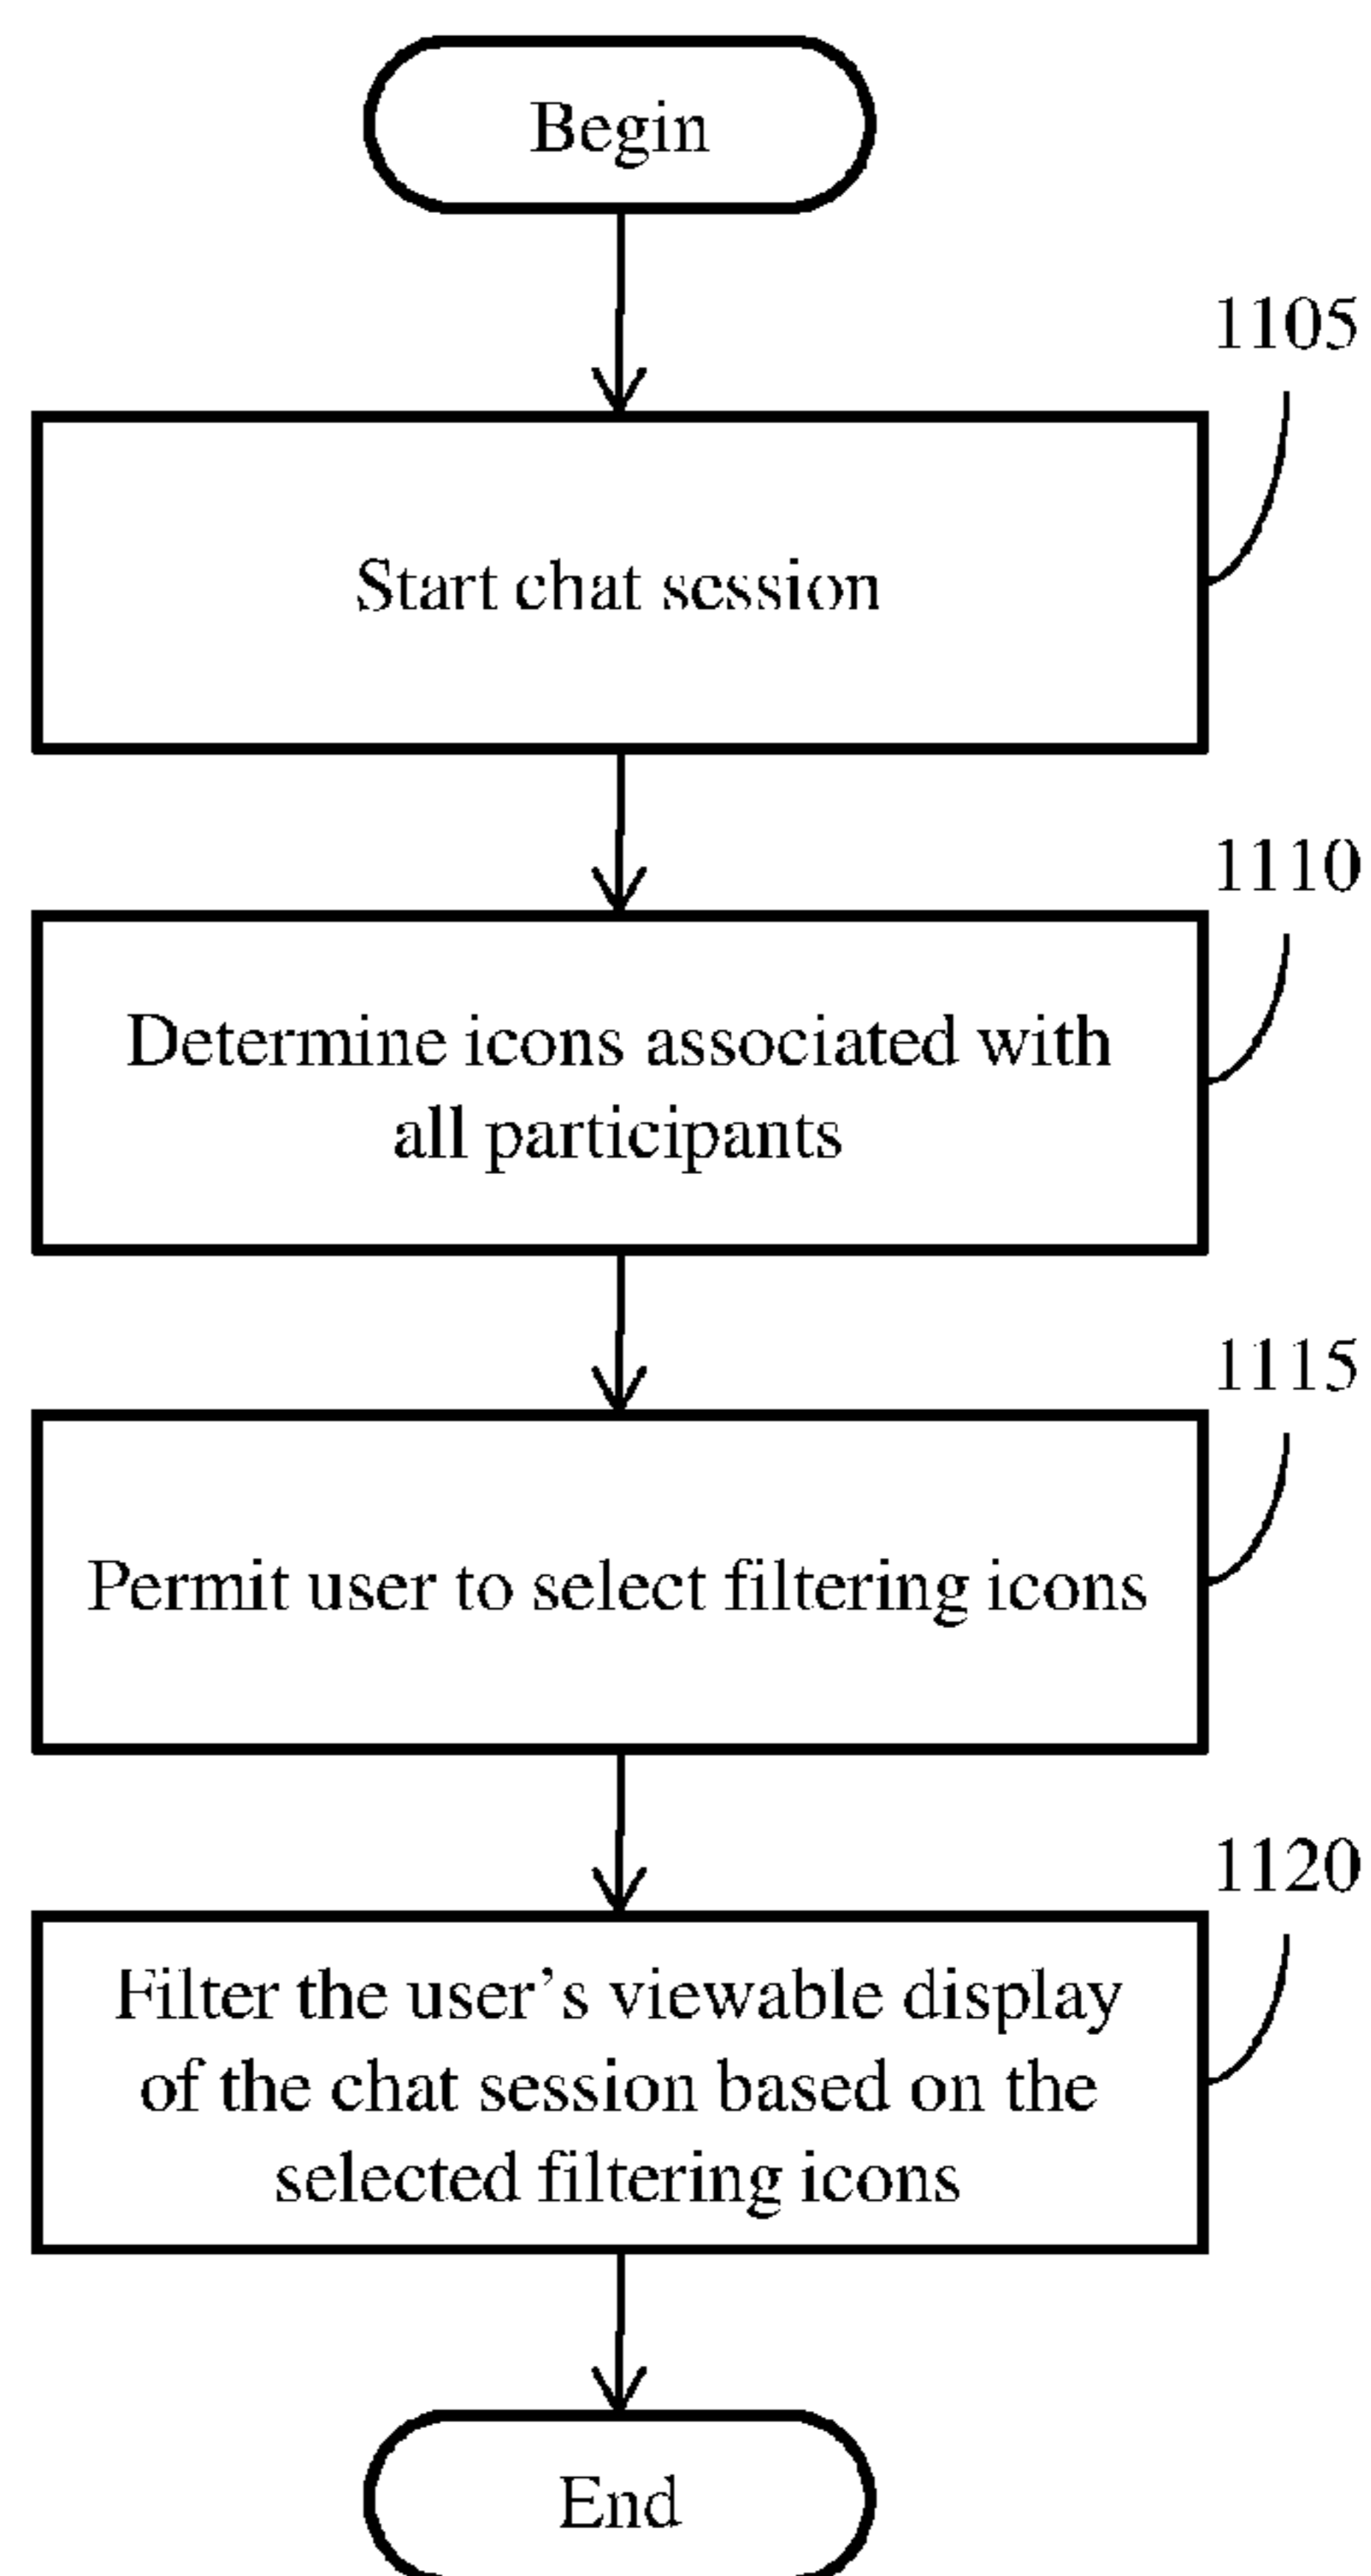 Begin
1105
Start chat session
1110
Determine icons associated with
all participants
1115
Permit user to select filtering icons
1120
Filter the user’s viewable display
of the chat session based on the
selected filtering icons
End